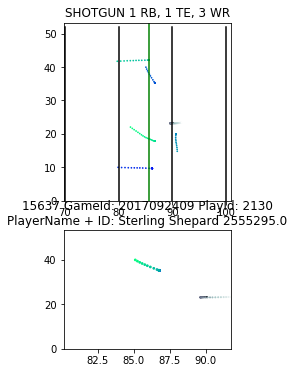 SHOTGUN 1 RB, 1 TE, 3 WR
50
40
30
20
10
0
70 80 90 100
15637 GameId: 2017092409 PlayId: 2130
PlayerName + ID: Sterling Shepard 2555295.0
40
20
0
82.5 85.0 87.5 90.0